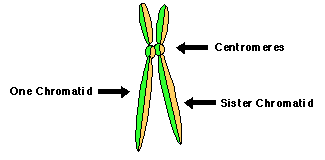 Centromeres
One Chromatid
Sister Chromatid